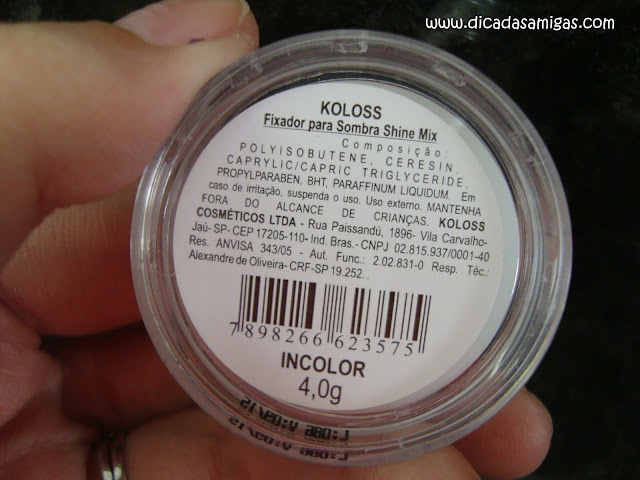 www.dicadasamigas.com
KOLOSS
Fixador para Sombra Shine Mix
Composição:
POLYISOBUTENE, CERESIN,
CAPRYLIC/CAPRIC TRIGLYCERIDE,
PROPYLPARABEN, BHT, PARAFFINUM LIQUIDUM. Em
caso de irritação, suspenda o uso. Uso externo. MANTENHA
FORA DO ALCANCE DE CRIANÇAS. KOLOSS
COSMÉTICOS LTDA - Rua Paissandú, 1896- Vila Carvalho-
Jaú- SP- CEP 17205-110- Ind. Bras.- CNPJ 02.815.937/0001-40
Res. ANVISA 343/05 - Aut. Func.: 2.02.831-0 Resp. Téc.:
Alexandre de Oliveira- CRF-SP 19.252. .
7 898266 623575
INCOLOR
4,0g
L:086